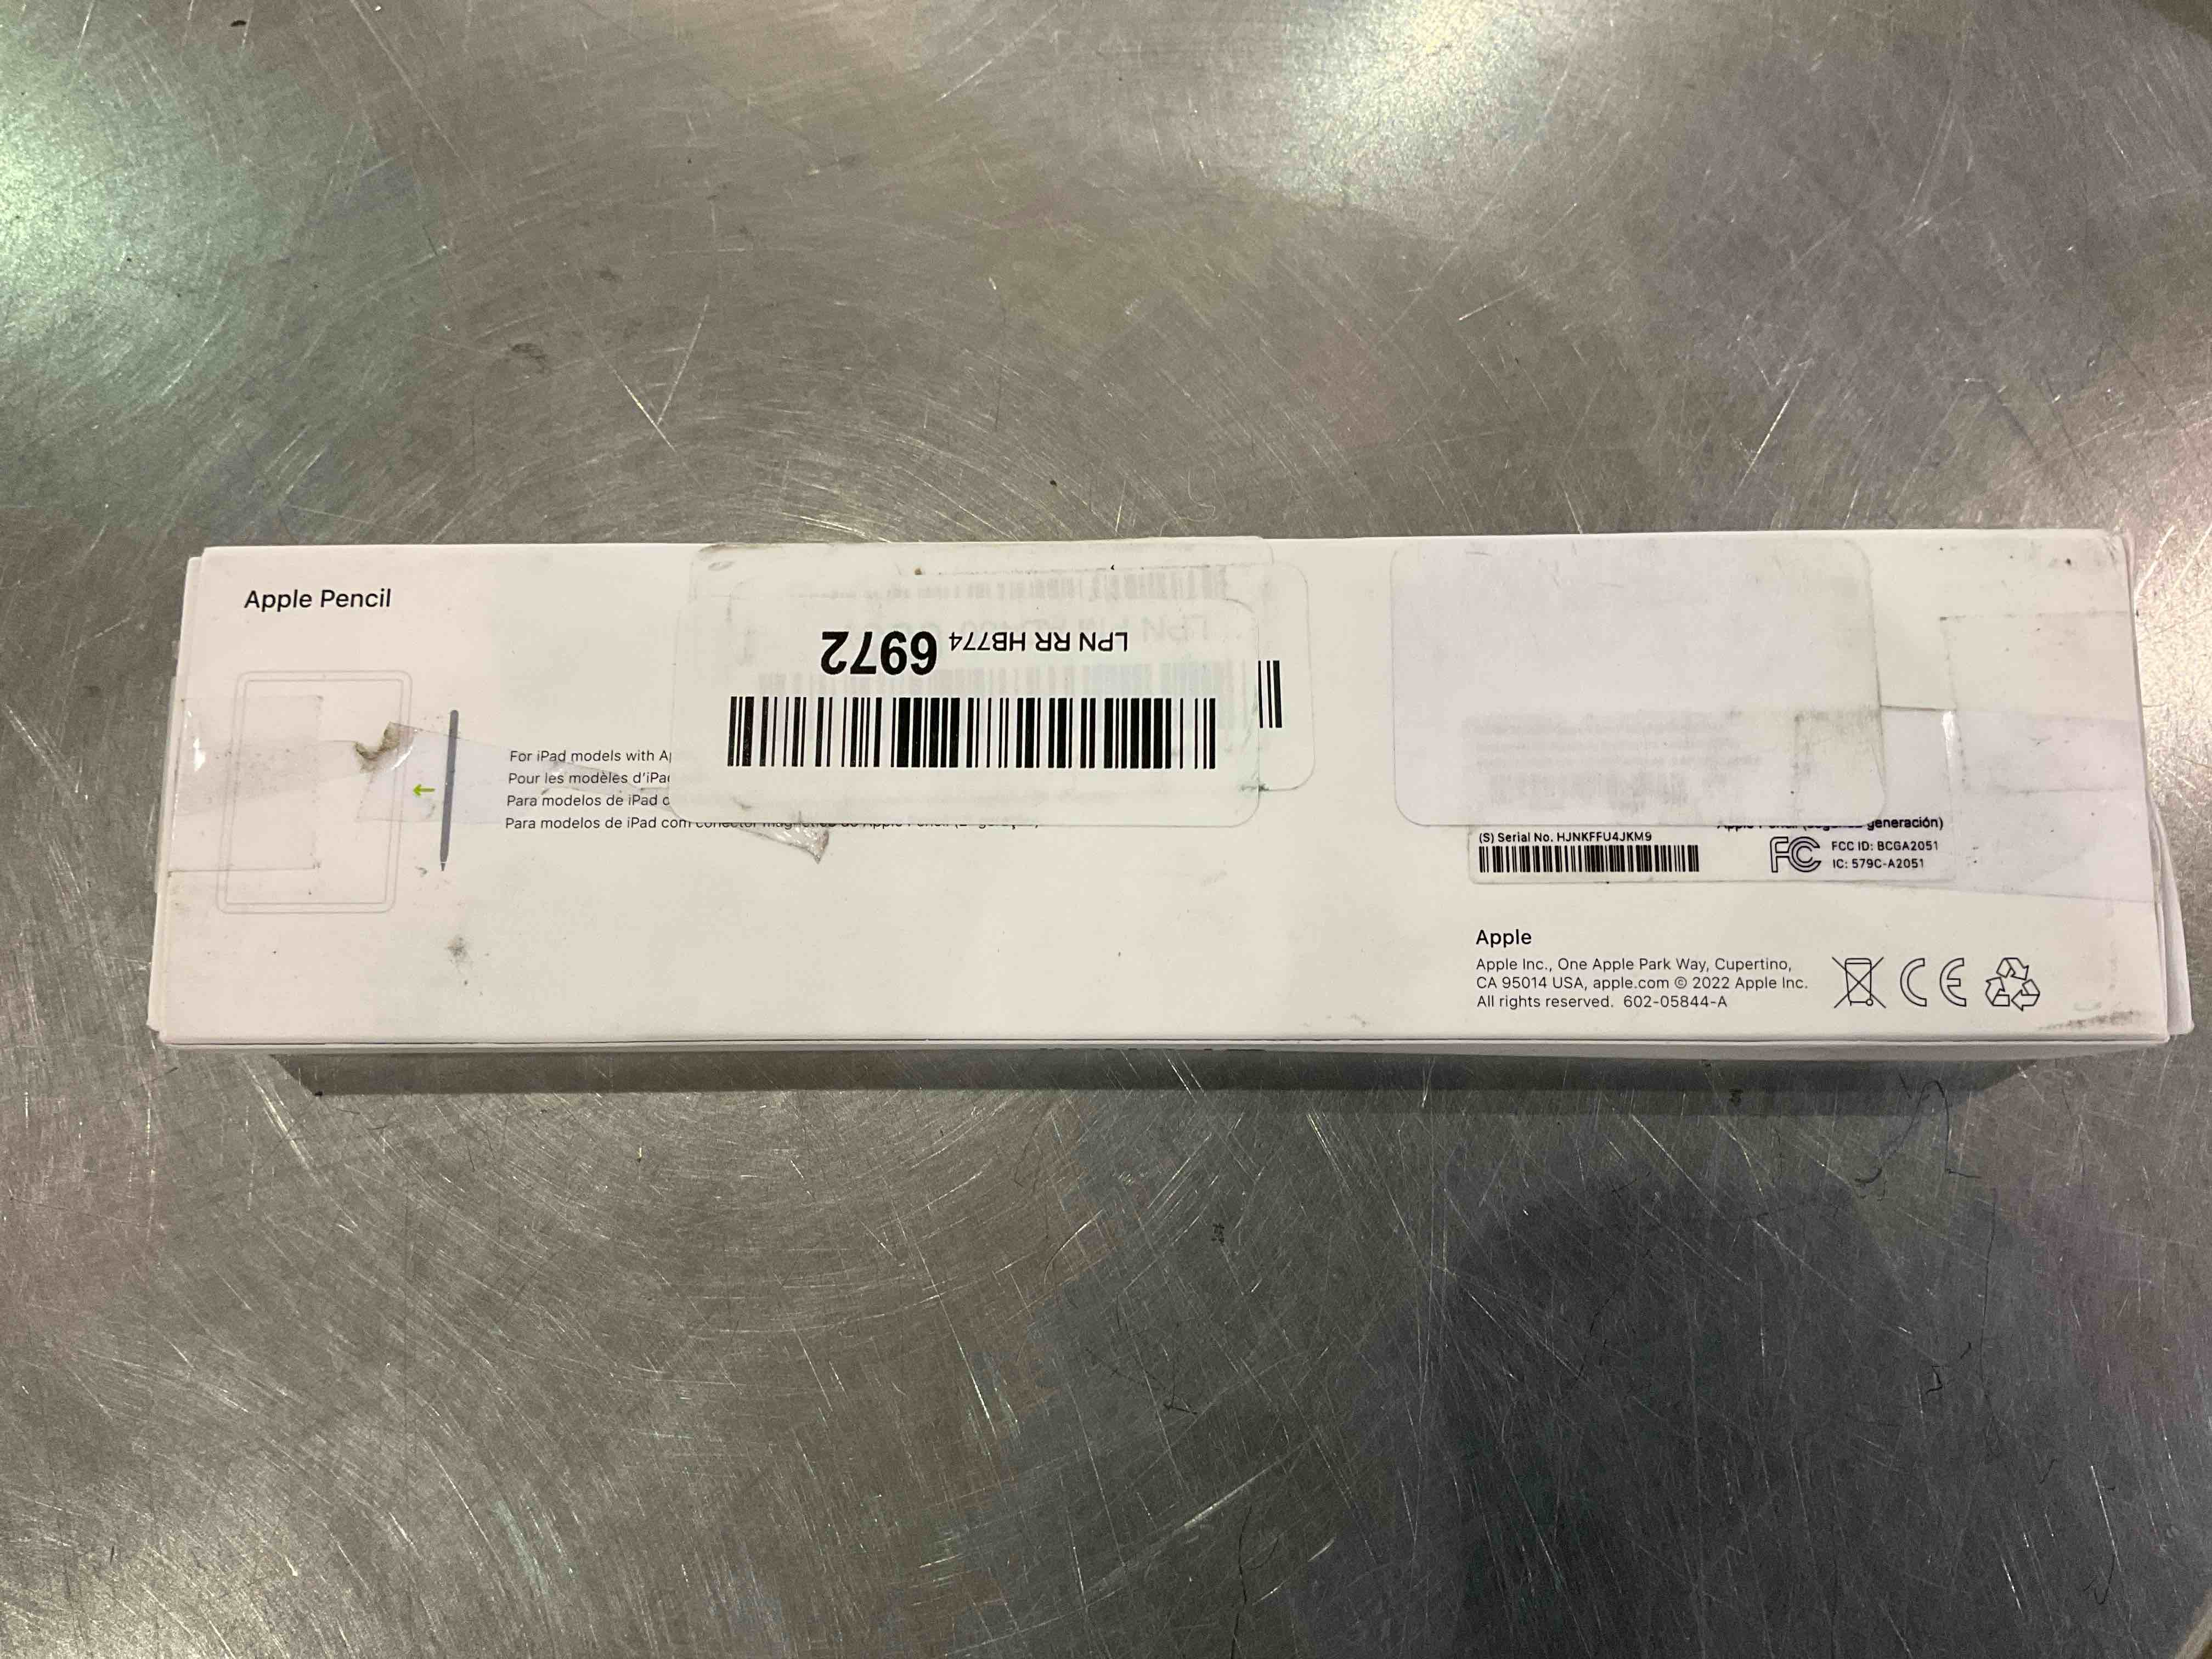 Apple Pencil
LPN RR HB774 6972
For iPad models with
Pour les modèles d'iPad
Para modelos de iPad
Para modelos de iPad com conector
generación)
(S) Serial No. HJNKFFU4JKM9
FCC ID: BCGA2051
IC: 579C-A2051
Apple
Apple Inc., One Apple Park Way, Cupertino,
CA 95014 USA, apple.com © 2022 Apple Inc.
All rights reserved. 602-05844-A